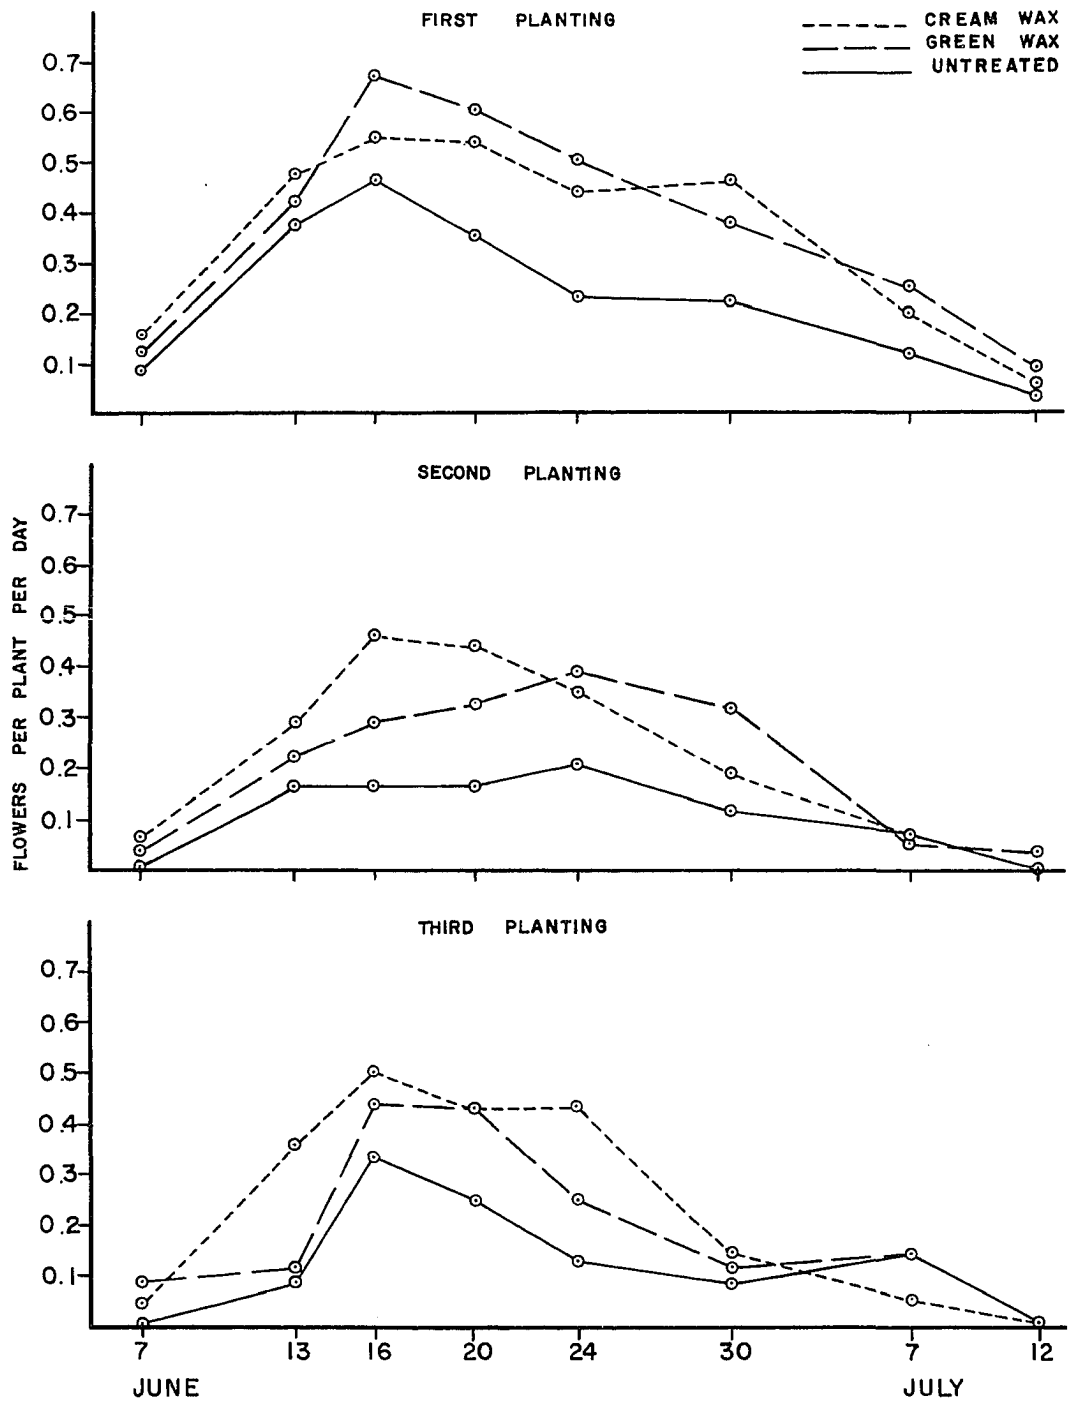 FIRST PLANTING
CREAM WAX
GREEN WAX
UNTREATED
0.7
0.6
0.5
0.4
0.3
0.2
0.1
SECOND PLANTING
FLOWERS PER PLANT PER DAY
0.7
0.6
0.5
0.4
0.3
0.2
0.1
THIRD PLANTING
0.7
0.6
0.5
0.4
0.3
0.2
0.1
7 13 16 20 24 30 7 12
JUNE JULY